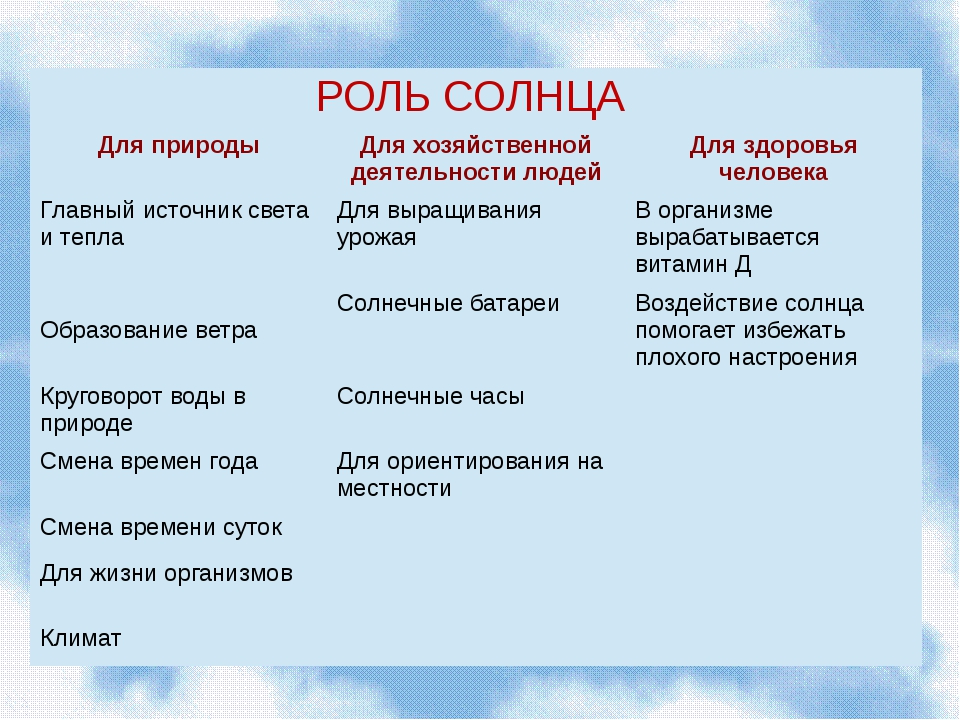 РОЛЬ СОЛНЦА
Для природы
Для хозяйственной
деятельности людей
Для здоровья
человека
Главный источник света
и тепла
Для выращивания
урожая
В организме
вырабатывается
витамин Д
Образование ветра
Солнечные батареи
Воздействие солнца
помогает избежать
плохого настроения
Круговорот воды в
природе
Солнечные часы
Смена времен года
Для ориентирования на
местности
Смена времени суток
Для жизни организмов
Климат